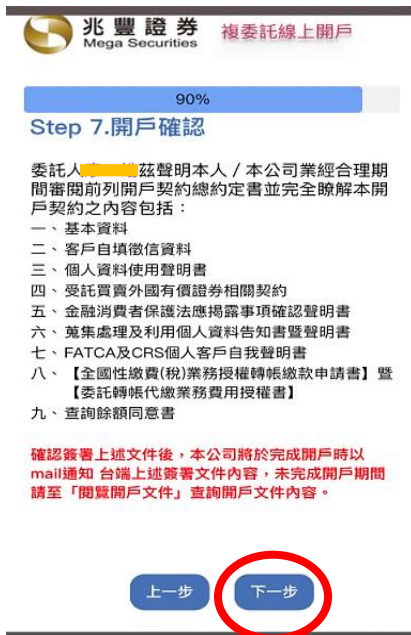 兆豐證券
Mega Securities
複委託線上開戶
90%
Step 7.開戶確認
委託人 茲聲明本人／本公司業經合理期
間審閱前列開戶契約總約定書並完全瞭解本開
戶契約之內容包括：
一、基本資料
二、客戶自填徵信資料
三、個人資料使用聲明書
四、受託買賣外國有價證券相關契約
五、金融消費者保護法應揭露事項確認聲明書
六、蒐集處理及利用個人資料告知書暨聲明書
七、FATCA及CRS個人客戶自我聲明書
八、【全國性繳費(稅)業務授權轉帳繳款申請書】暨
【委託轉帳代繳業務費用授權書】
九、查詢餘額同意書
確認簽署上述文件後，本公司將於完成開戶時以
mail通知 台端上述簽署文件內容，未完成開戶期間
請至「閱覽開戶文件」查詢開戶文件內容。
上一步
下一步